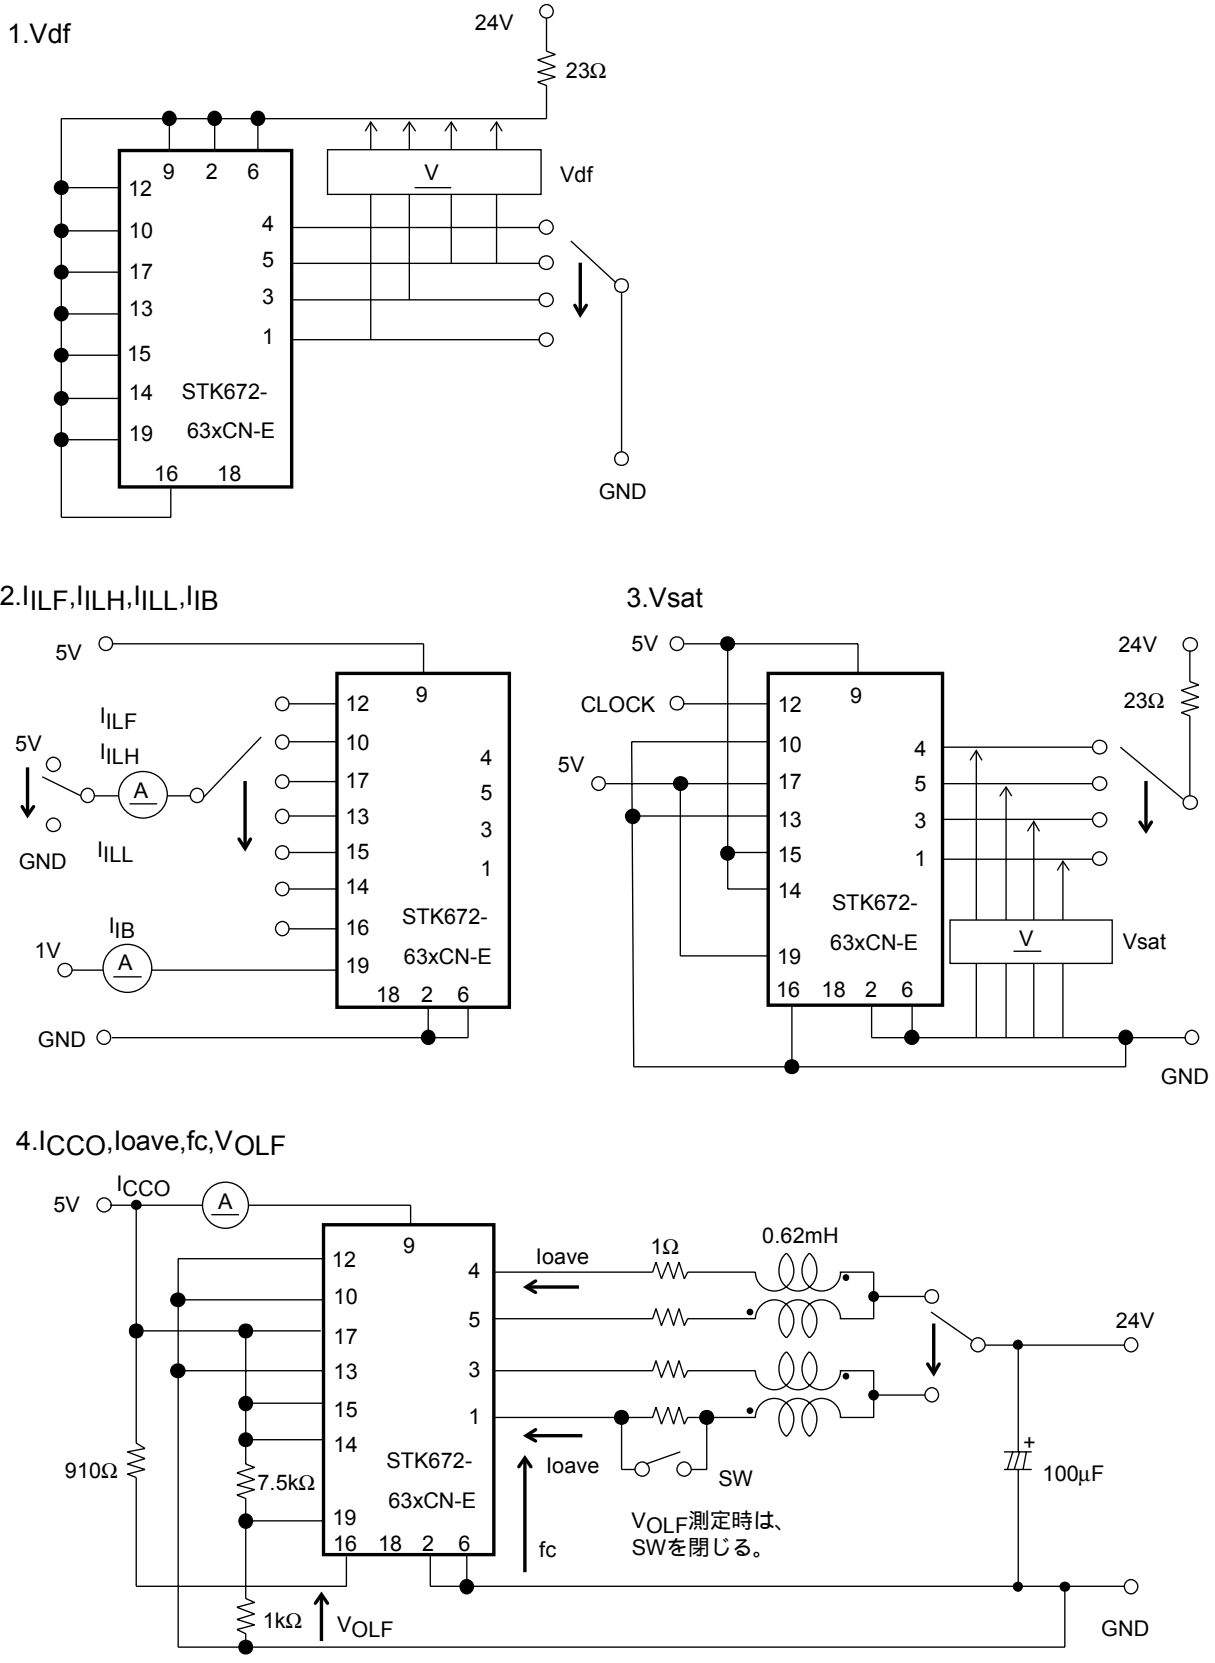 1.Vdf
24V
23Ω
9 2 6
V
Vdf
12
10
17
13
15
14
19
4
5
3
1
STK672-
63xCN-E
16 18
GND
2.IILF,IILH,IILL,IIB
5V
9
IILF
5V
IILH
A
GND
IILL
12
10
17
13
15
14
16
19
4
5
3
1
STK672-
63xCN-E
IIB
1V
A
18 2 6
GND
3.Vsat
5V
9
24V
23Ω
CLOCK
5V
12
10
17
13
15
14
19
4
5
3
1
STK672-
63xCN-E
V
Vsat
16 18 2 6
GND
4.ICCO,Ioave,fc,VOLF
5V
ICCO
A
9
12
10
17
13
15
14
19
4
5
3
1
STK672-
63xCN-E
16 18 2 6
Ioave
1Ω
0.62mH
24V
Ioave
SW
910Ω
7.5kΩ
+
100μF
fc
VOLF測定時は、
SWを閉じる。
1kΩ
VOLF
GND